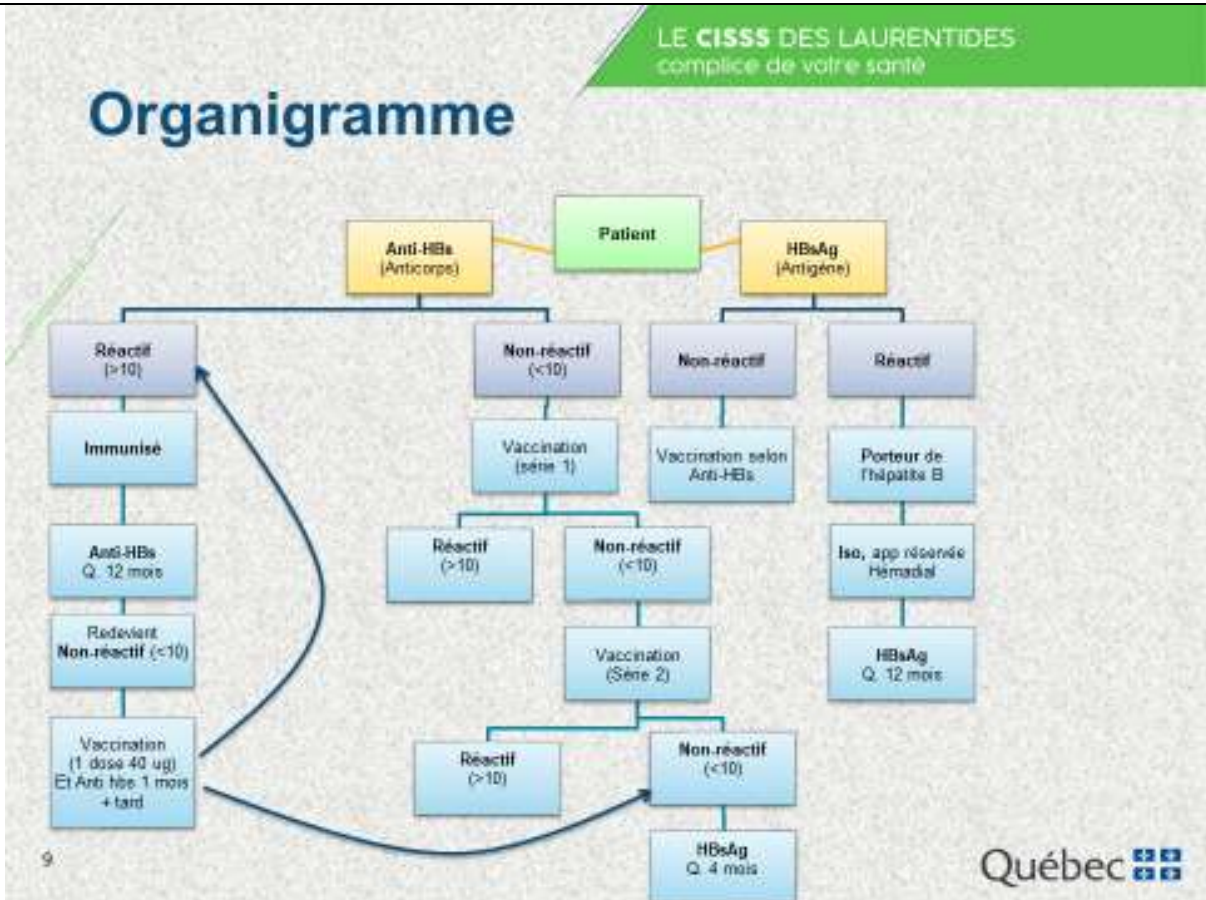 LE CISSS DES LAURENTIDES
complice de votre santé
Organigramme
Patient
Anti-HBs
(Anticorps)
HBsAg
(Antigène)
Réactif
(>10)
Non-réactif
(<10)
Non-réactif
Réactif
Immunisé
Vaccination
(série 1)
Vaccination selon
Anti-HBs
Porteur de
l'hépatite B
Anti-HBs
Q. 12 mois
Réactif
(>10)
Non-réactif
(<10)
Iso, app réservée
Hémadial
Redevient
Non-réactif (<10)
Vaccination
(Série 2)
HBsAg
Q. 12 mois
Vaccination
(1 dose 40 ug)
Et Anti hbs 1 mois
+ tard
Réactif
(>10)
Non-réactif
(<10)
HBsAg
Q. 4 mois
9
Québec